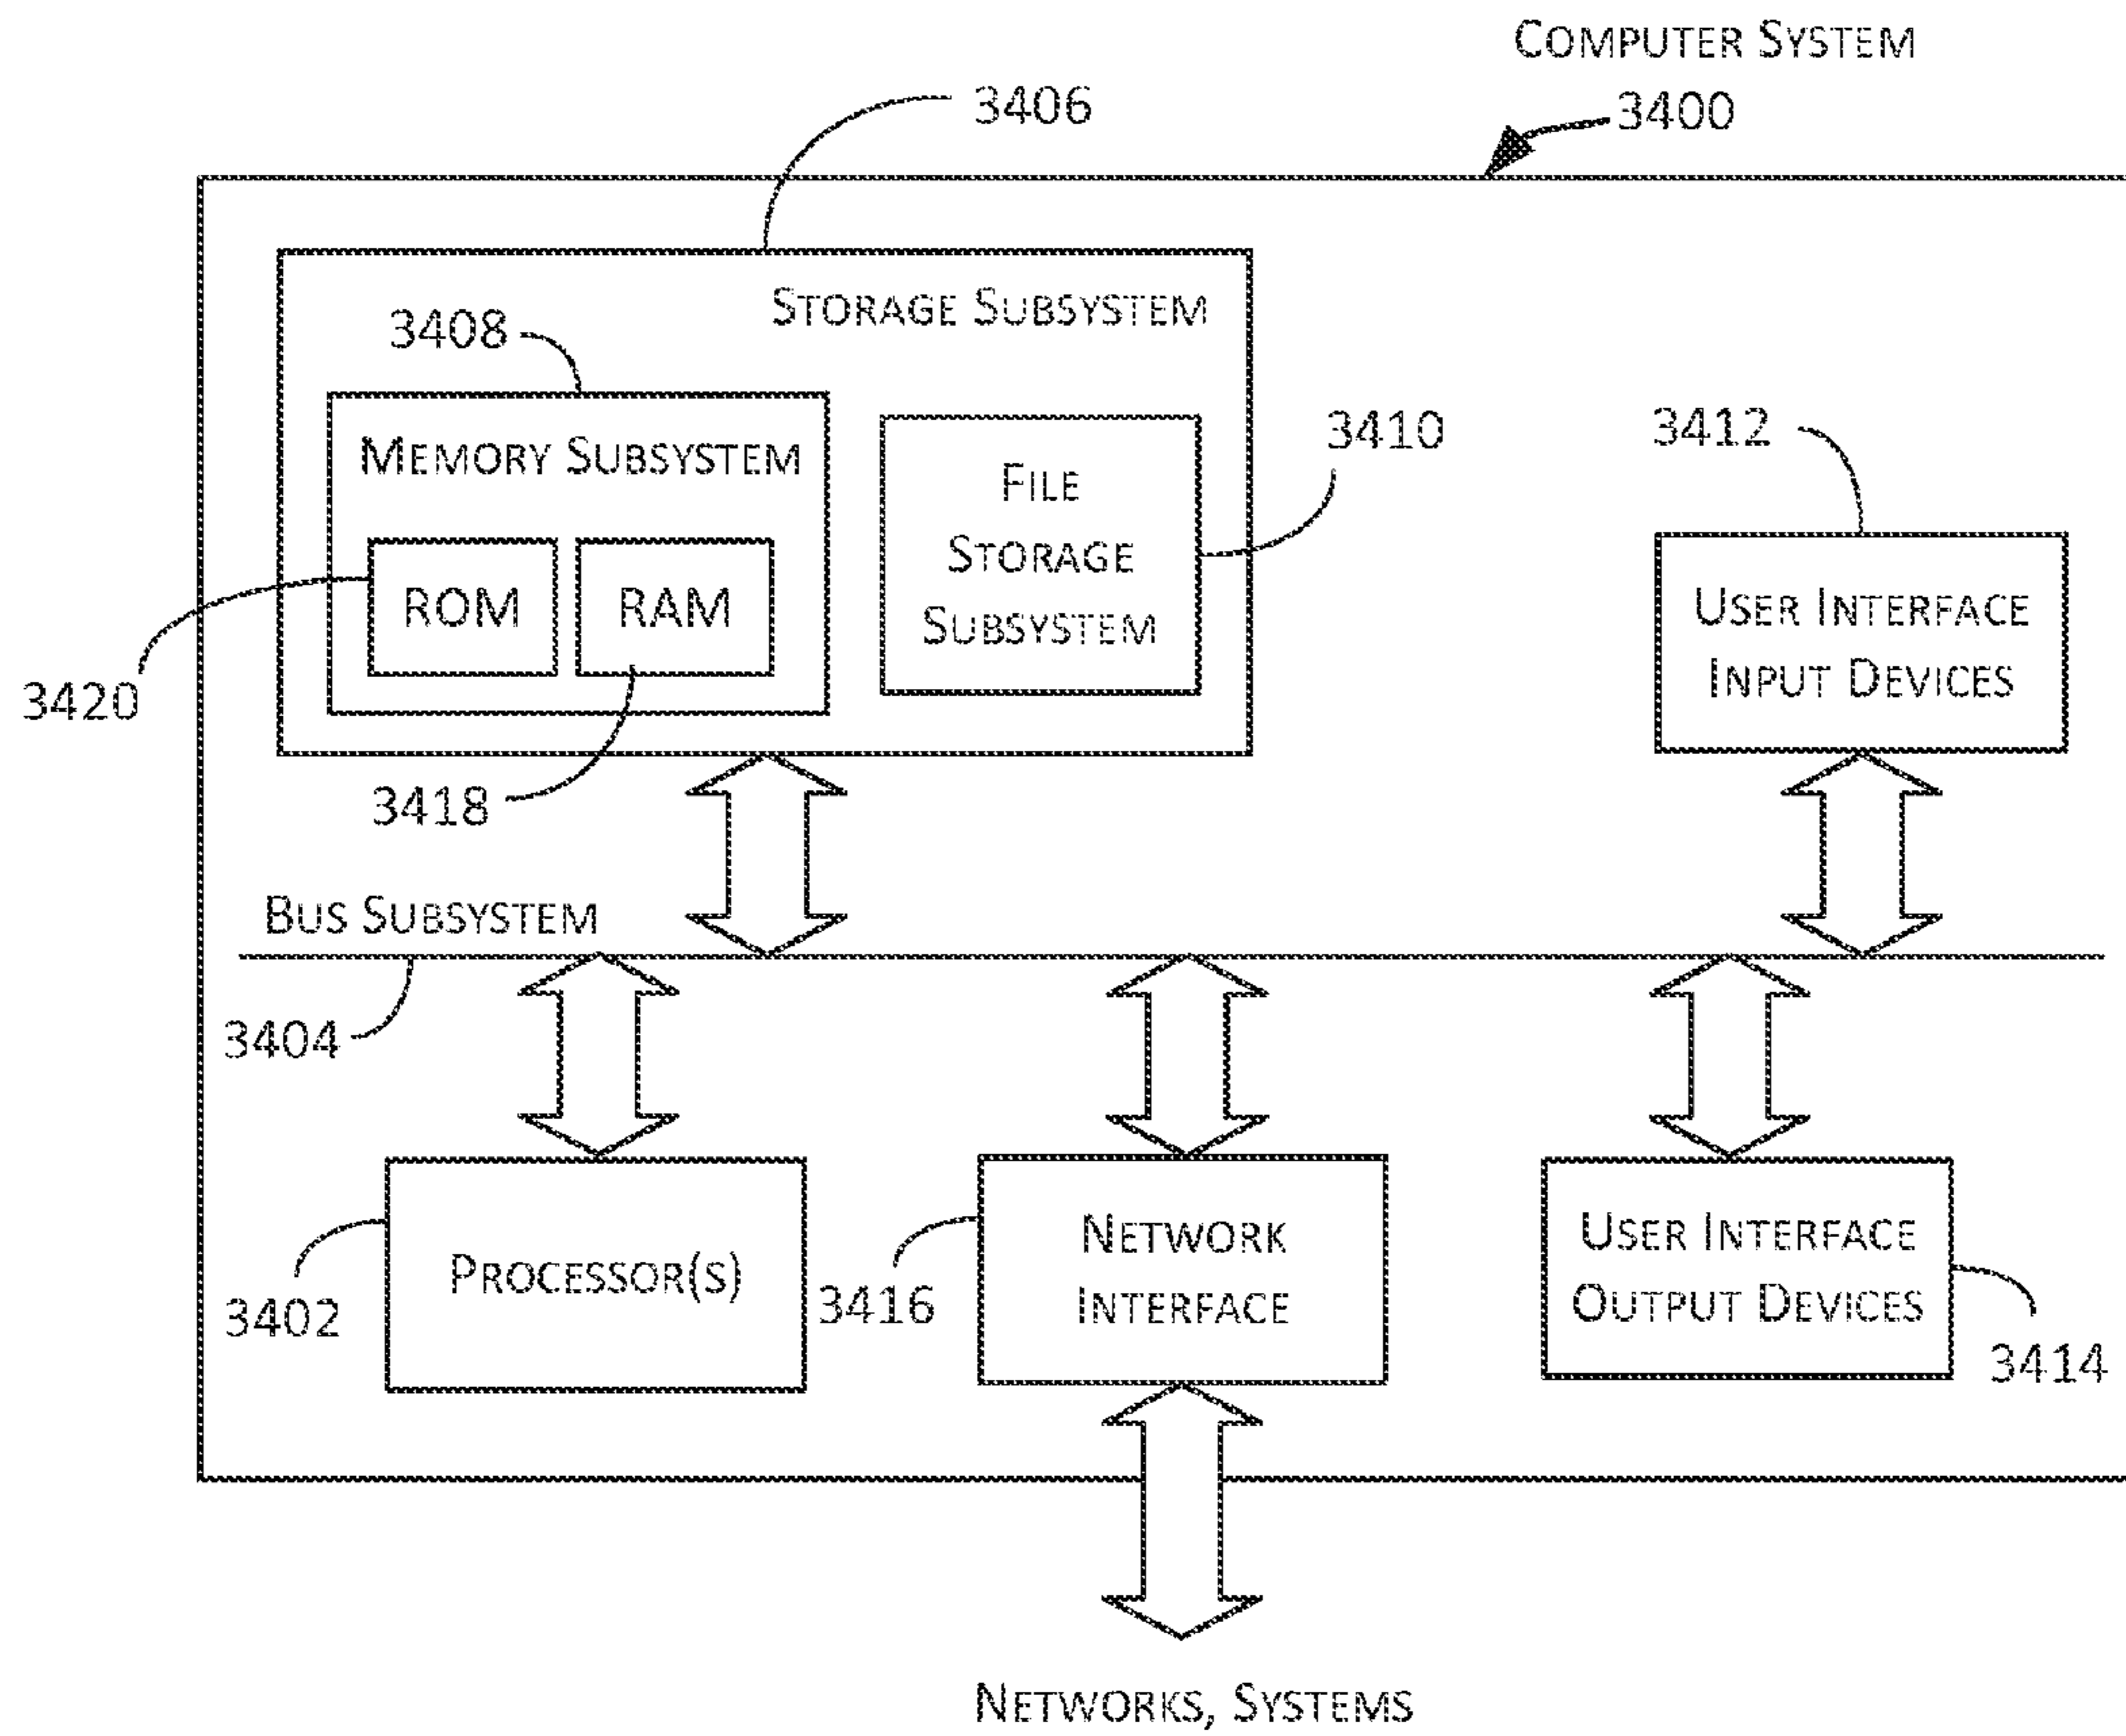 COMPUTER SYSTEM
3400
3406
STORAGE SUBSYSTEM
3408
MEMORY SUBSYSTEM
ROM
RAM
3420
3418
FILE
STORAGE
SUBSYSTEM
3410
3412
USER INTERFACE
INPUT DEVICES
BUS SUBSYSTEM
3404
PROCESSOR(S)
3402
NETWORK
INTERFACE
3416
USER INTERFACE
OUTPUT DEVICES
3414
NETWORKS, SYSTEMS